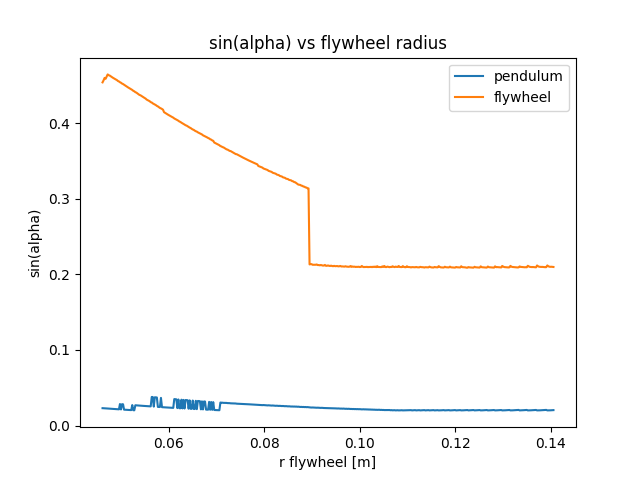 sin(alpha) vs flywheel radius
pendulum
flywheel
sin(alpha)
0.4
0.3
0.2
0.1
0.0
0.06
0.08
0.10
0.12
0.14
r flywheel [m]